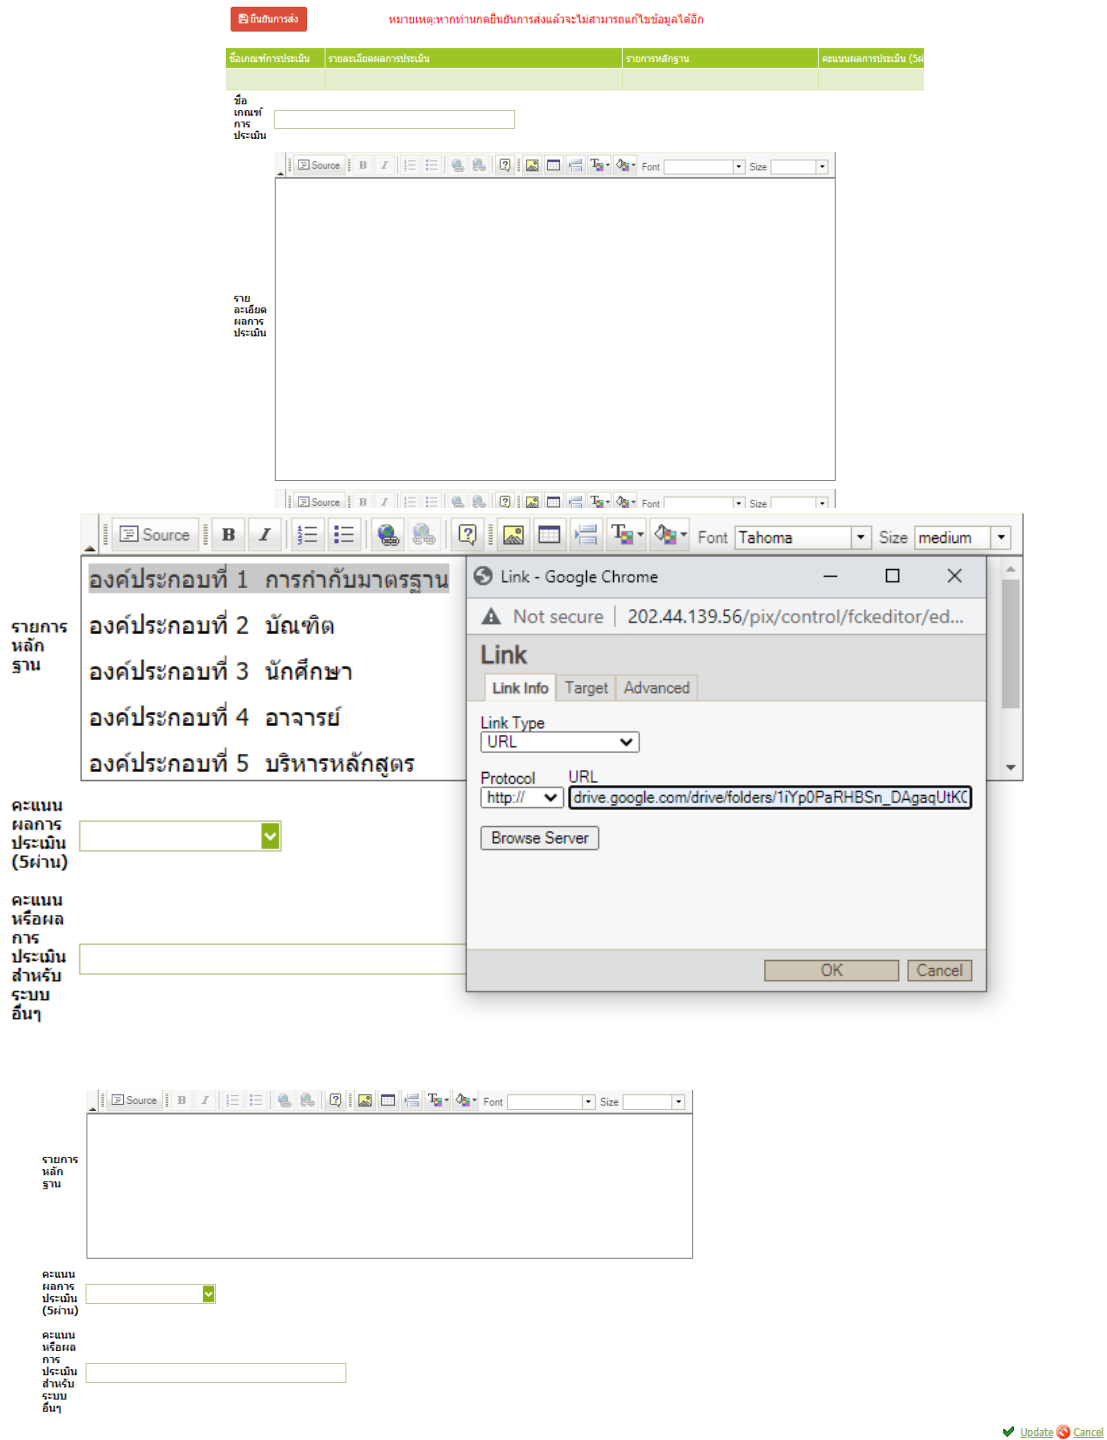 ยืนยันการส่ง
หมายเหตุ:หากท่านกดยืนยันการส่งแล้วจะไม่สามารถแก้ไขข้อมูลได้อีก
ชื่อเกณฑ์การประเมิน รายละเอียดผลการประเมิน รายการหลักฐาน คะแนนผลการประเมิน (5ผ่
ชื่อ
เกณฑ์
การ
ประเมิน
Source B I Font Size
ราย
ละเอียด
ผลการ
ประเมิน
Source B I Font Size
Source B I Font Tahoma Size medium
รายการ
หลัก
ฐาน
องค์ประกอบที่ 1 การกำกับมาตรฐาน
องค์ประกอบที่ 2 บัณฑิต
องค์ประกอบที่ 3 นักศึกษา
องค์ประกอบที่ 4 อาจารย์
องค์ประกอบที่ 5 บริหารหลักสูตร
Link - Google Chrome
Not secure 202.44.139.56/pix/control/fckeditor/ed...
Link
Link Info Target Advanced
Link Type
URL
Protocol URL
http:// drive.google.com/drive/folders/1iYp0PaRHBSn_DAgaqUtK
Browse Server
OK Cancel
คะแนน
ผลการ
ประเมิน
(5ผ่าน)
คะแนน
หรือผล
การ
ประเมิน
สำหรับ
ระบบ
อื่นๆ
Source B I Font Size
รายการ
หลัก
ฐาน
คะแนน
ผลการ
ประเมิน
(5ผ่าน)
คะแนน
หรือผล
การ
ประเมิน
สำหรับ
ระบบ
อื่นๆ
Update Cancel